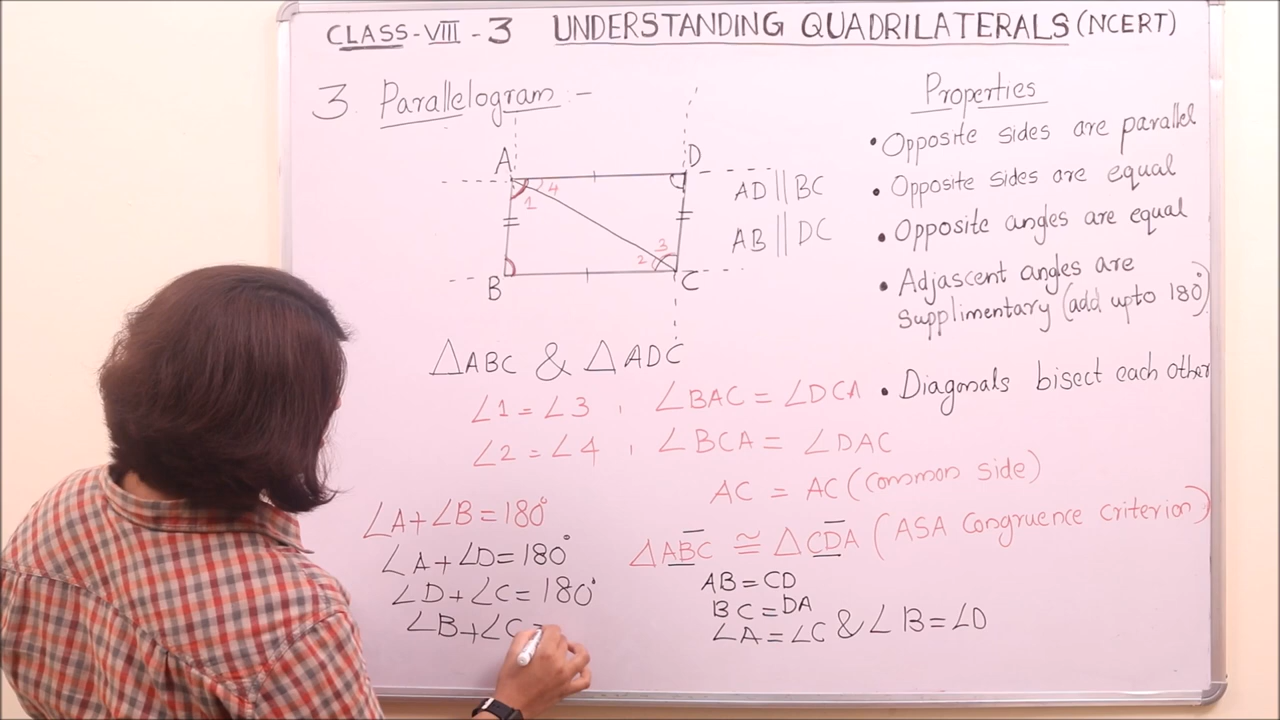 CLASS-VIII - 3 UNDERSTANDING QUADRILATERALS (NCERT)
3. Parallelogram :-
A
D
4
1
3
2
B
C
AD || BC
AB || DC
Properties
• Opposite sides are parallel
• Opposite sides are equal
• Opposite angles are equal
• Adjascent angles are
supplimentary (add upto 180°)
• Diagonals bisect each other
△ABC & △ADC
∠1 = ∠3 , ∠BAC = ∠DCA
∠2 = ∠4 , ∠BCA = ∠DAC
AC = AC (Common side)
△ABC ≅ △CDA (ASA Congruence criterion)
AB = CD
BC = DA
∠A = ∠C & ∠B = ∠D
∠A + ∠B = 180°
∠A + ∠D = 180°
∠D + ∠C = 180°
∠B + ∠C =